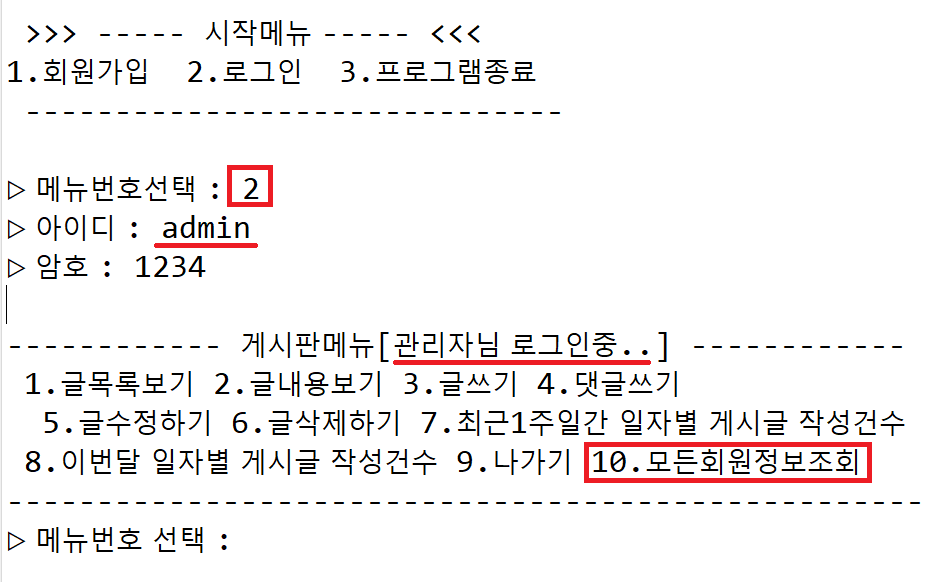 >>> ----- 시작메뉴 ----- <<<
1.회원가입  2.로그인  3.프로그램종료
------------------------------
▷ 메뉴번호선택 : 2
▷ 아이디 : admin
▷ 암호 : 1234
------------ 게시판메뉴[관리자님 로그인중..] ------------
1.글목록보기 2.글내용보기 3.글쓰기 4.댓글쓰기
5.글수정하기 6.글삭제하기 7.최근1주일간 일자별 게시글 작성건수
8.이번달 일자별 게시글 작성건수 9.나가기 10.모든회원정보조회
---------------------------------------------------
▷ 메뉴번호 선택 :